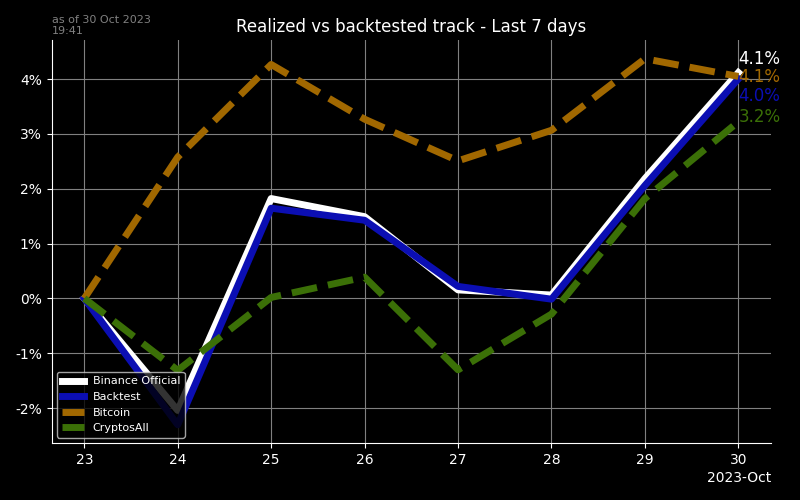 as of 30 Oct 2023
19:41
Realized vs backtested track - Last 7 days
4.1%
4.1%
4.0%
3.2%
4%
3%
2%
1%
0%
-1%
-2%
Binance Official
Backtest
Bitcoin
CryptosAll
23 24 25 26 27 28 29 30
2023-Oct